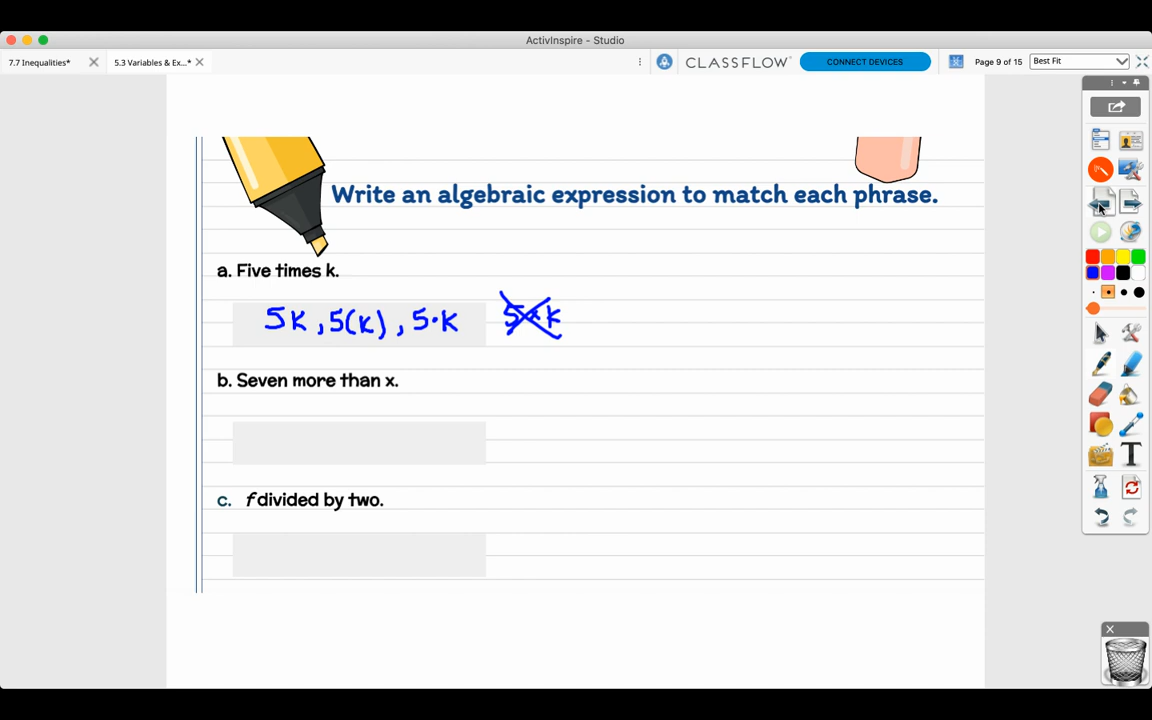 ActivInspire - Studio
7.7 Inequalities* 5.3 Variables & Ex...* CLASSFLOW CONNECT DEVICES Page 9 of 15 Best Fit
Write an algebraic expression to match each phrase.
a. Five times k.
5k , 5(k) , 5·k
b. Seven more than x.
c. f divided by two.
T
X